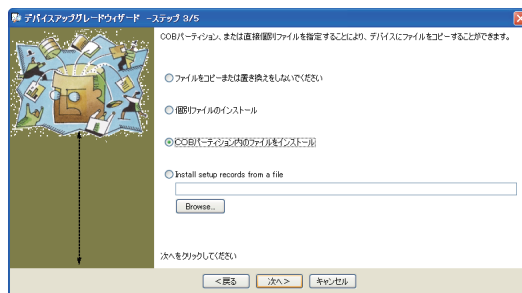 デバイスアップグレードウィザード -ステップ 3/5
COBパーティション、または直接個別ファイルを指定することにより、デバイスにファイルをコピーすることができます。
ファイルをコピーまたは置き換えをしないでください
個別ファイルのインストール
COBパーティション内のファイルをインストール
Install setup records from a file
Browse...
次へをクリックしてください
<戻る 次へ> キャンセル